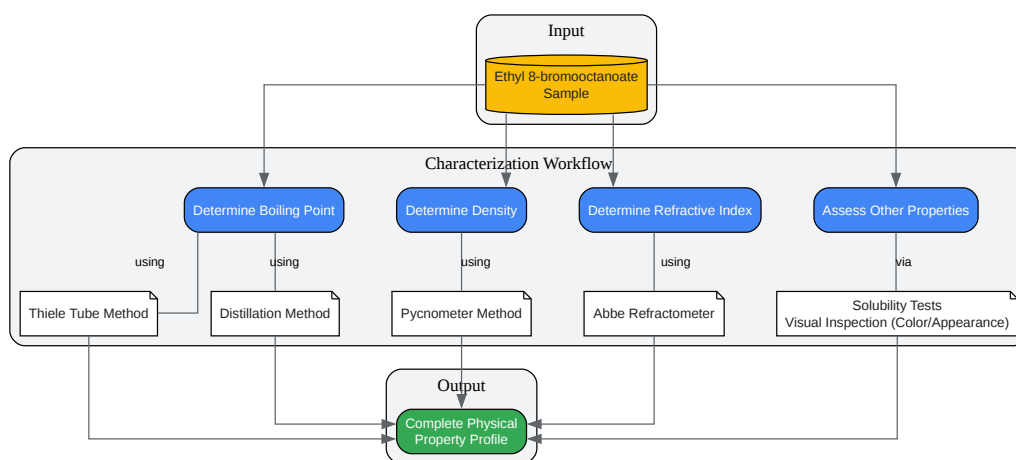 Input
Ethyl 8-bromooctanoate
Sample
Characterization Workflow
Determine Boiling Point
Determine Density
Determine Refractive Index
Assess Other Properties
using
using
using
using
via
Thiele Tube Method
Distillation Method
Pycnometer Method
Abbe Refractometer
Solubility Tests
Visual Inspection (Color/Appearance)
Output
Complete Physical
Property Profile